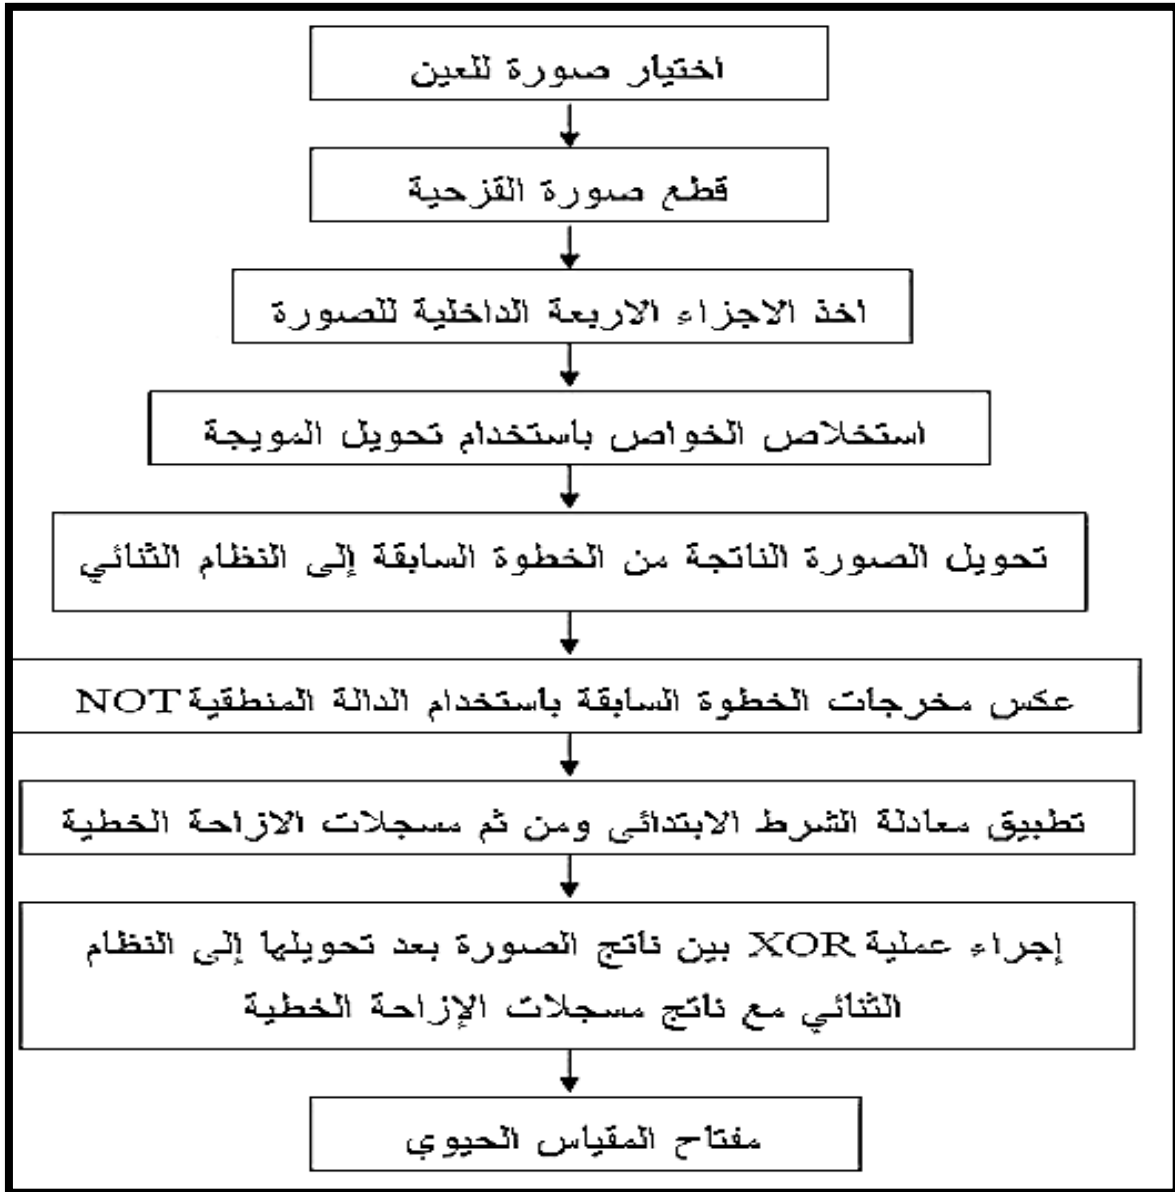 اختيار صورة للعين
قطع صورة القزحية
اخذ الاجزاء الاربعة الداخلية للصورة
استخلاص الخواص باستخدام تحويل المويجة
تحويل الصورة الناتجة من الخطوة السابقة إلى النظام الثنائي
عكس مخرجات الخطوة السابقة باستخدام الدالة المنطقية NOT
تطبيق معادلة الشرط الابتدائي ومن ثم مسجلات الازاحة الخطية
إجراء عملية XOR بين ناتج الصورة بعد تحويلها إلى النظام
الثنائي مع ناتج مسجلات الإزاحة الخطية
مفتاح المقياس الحيوي